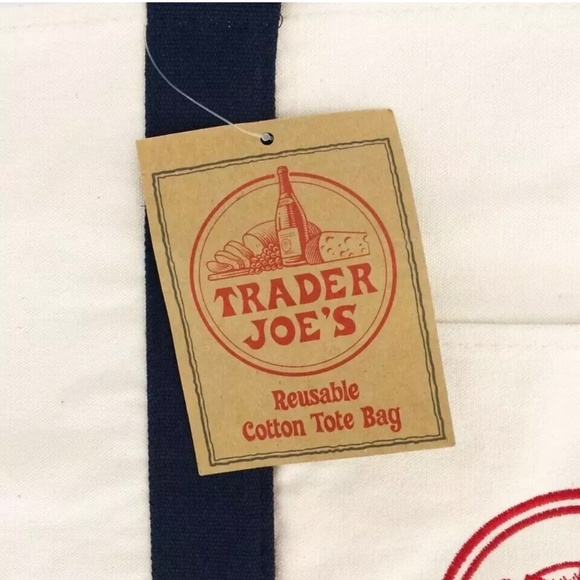 TRADER
JOE'S
Reusable
Cotton Tote Bag